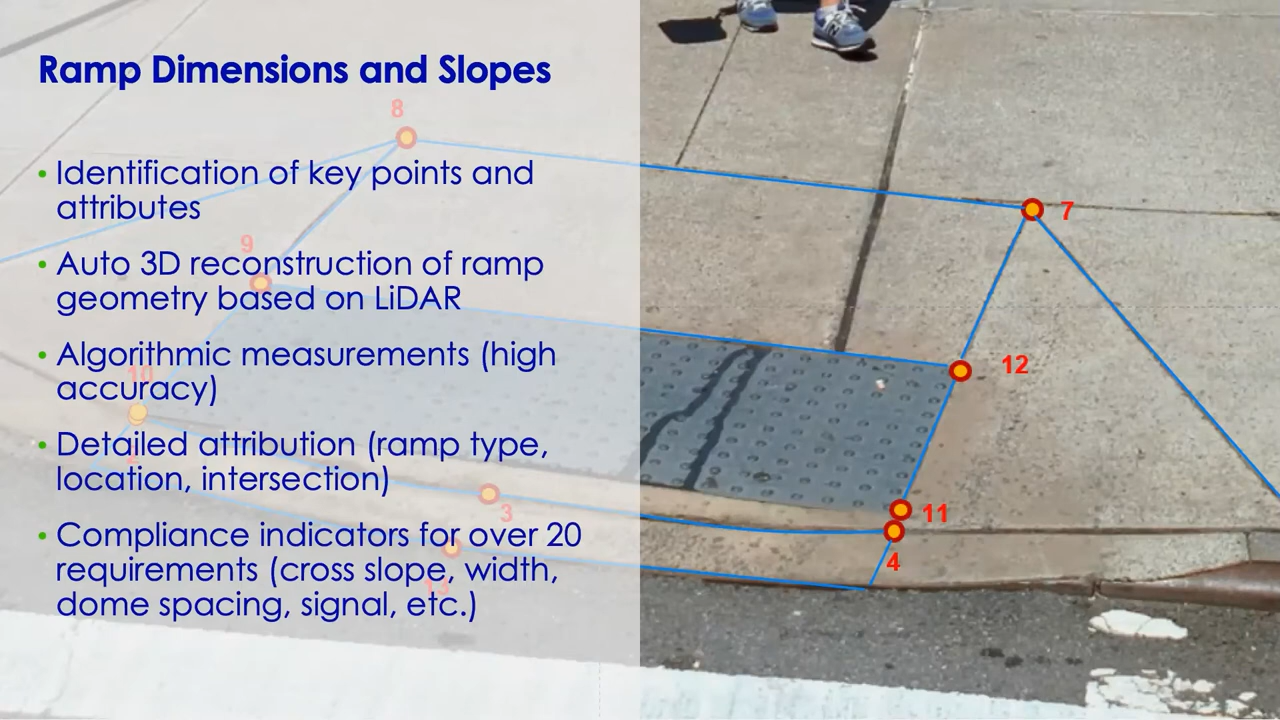 Ramp Dimensions and Slopes
8
• Identification of key points and
attributes
7
9
• Auto 3D reconstruction of ramp
geometry based on LiDAR
• Algorithmic measurements (high
accuracy)
12
10
• Detailed attribution (ramp type,
location, intersection)
3
11
• Compliance indicators for over 20
requirements (cross slope, width,
dome spacing, signal, etc.)
4
13